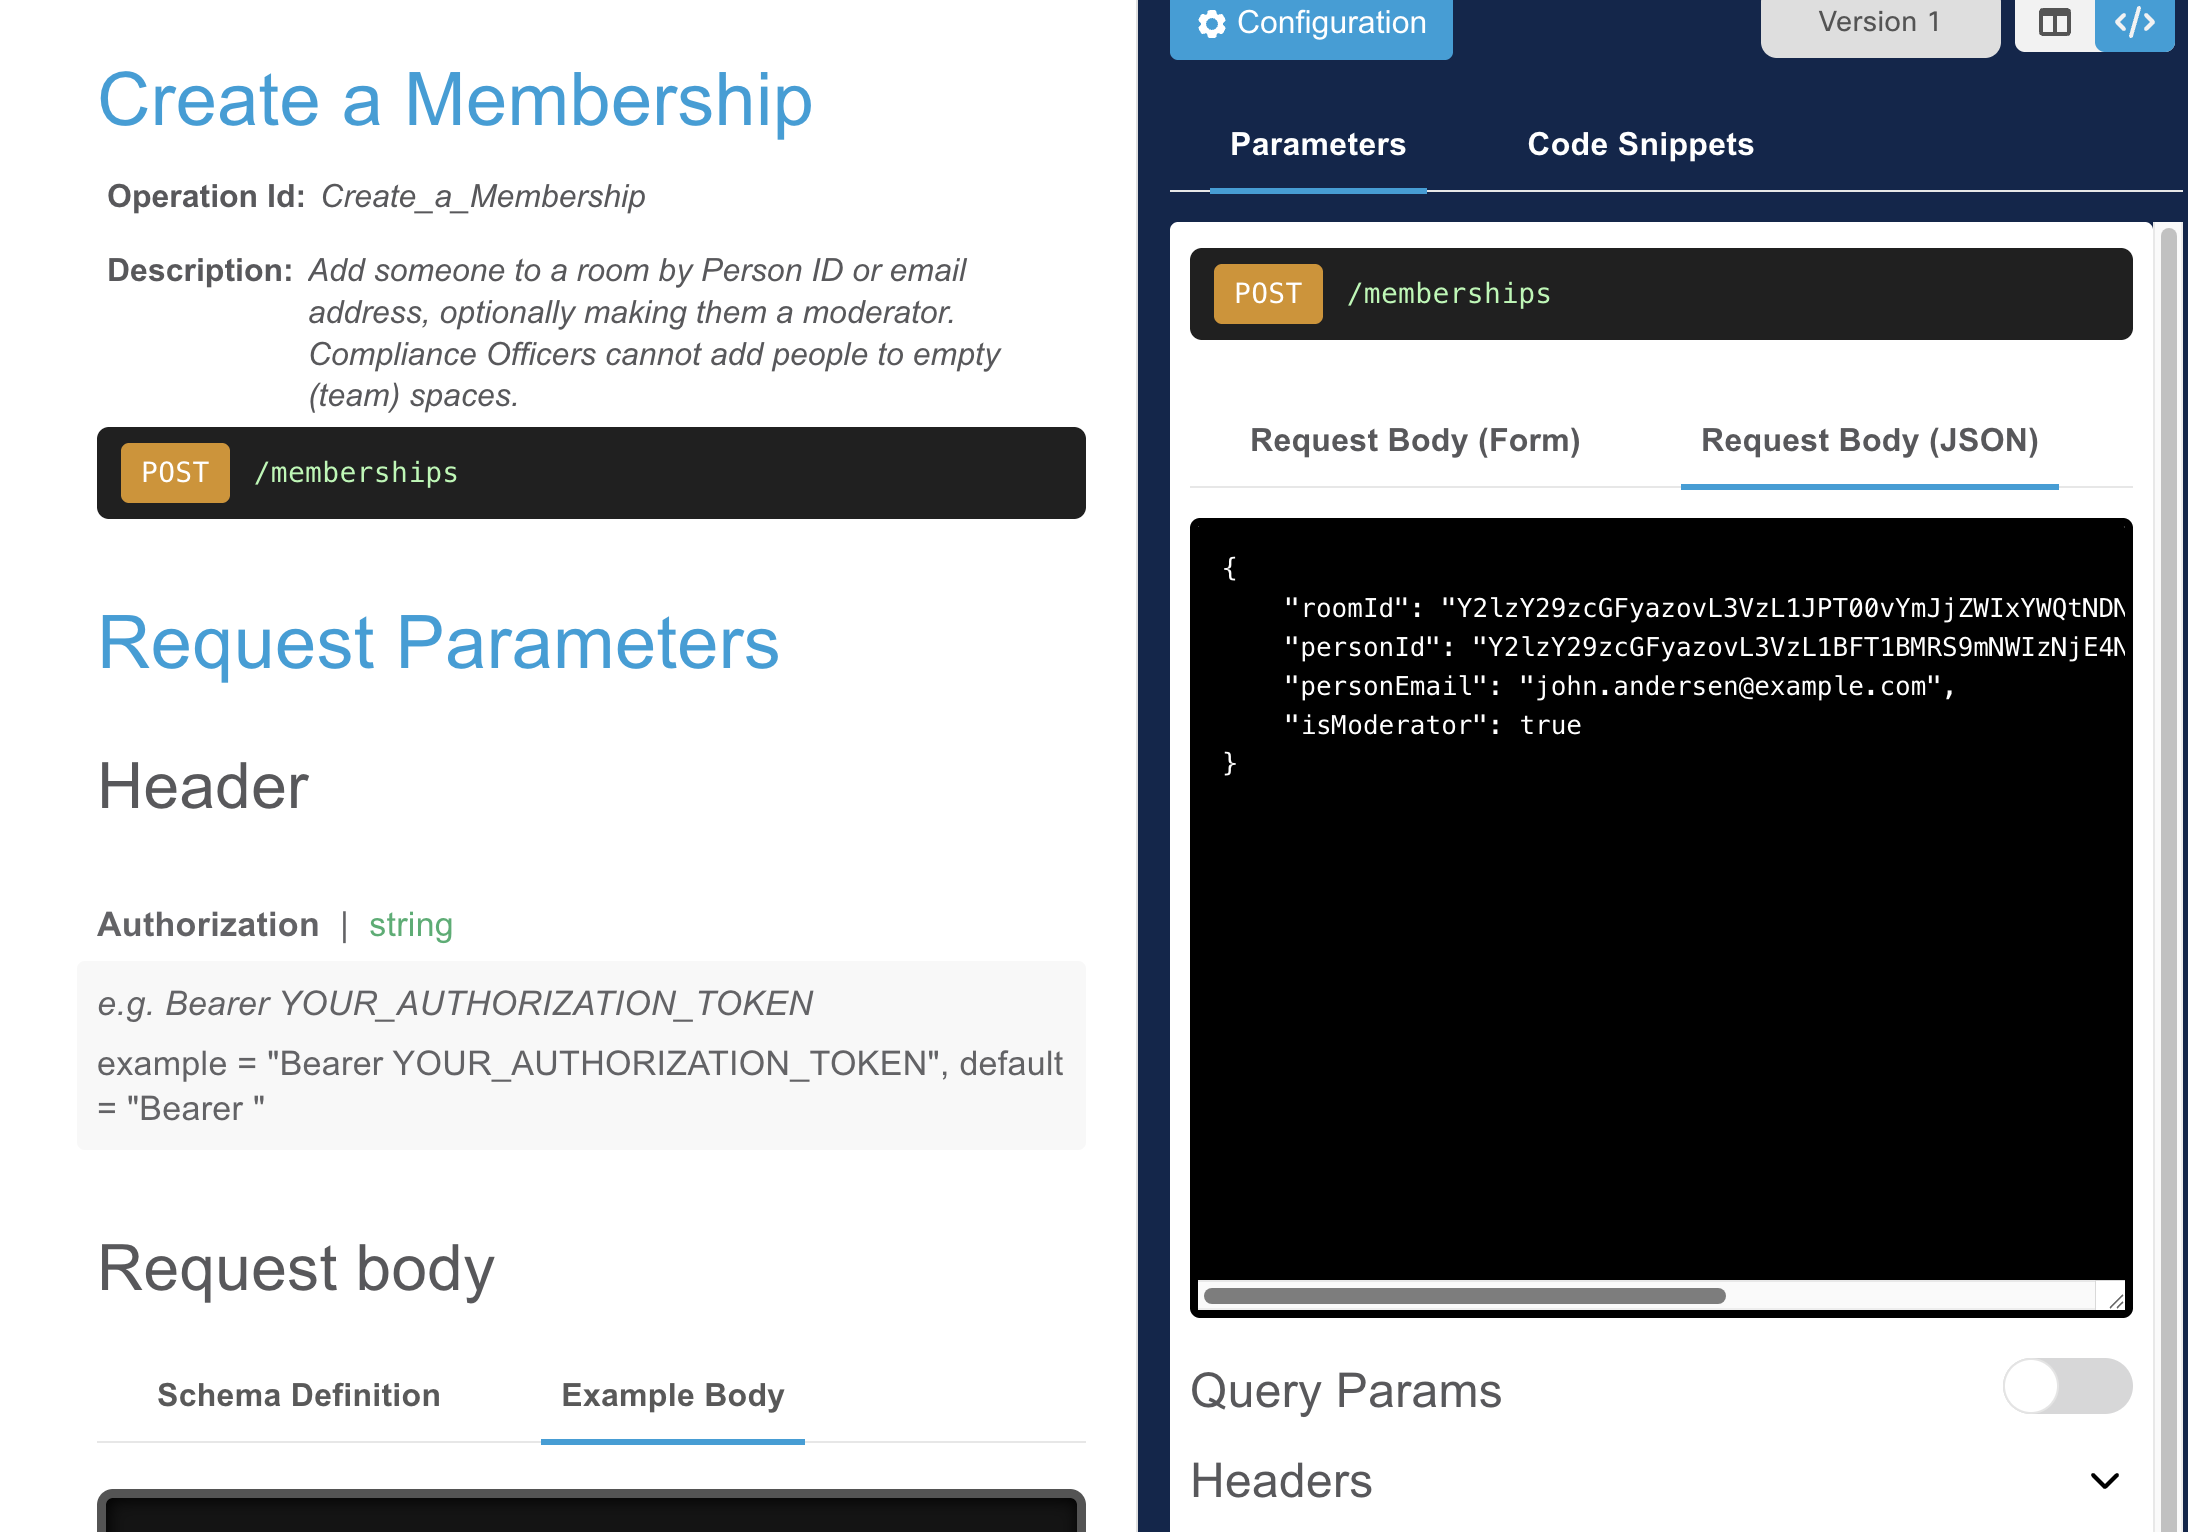 Create a Membership
Operation Id: Create_a_Membership
Description: Add someone to a room by Person ID or email
address, optionally making them a moderator.
Compliance Officers cannot add people to empty
(team) spaces.
POST /memberships
Request Parameters
Header
Authorization | string
e.g. Bearer YOUR_AUTHORIZATION_TOKEN
example = "Bearer YOUR_AUTHORIZATION_TOKEN", default
= "Bearer "
Request body
Schema Definition Example Body
Configuration Version 1
Parameters Code Snippets
POST /memberships
Request Body (Form) Request Body (JSON)
{
"roomId": "Y2lzY29zcGFyazovL3VzL1JPT00vYmJjZWIxYWQtNDN
"personId": "Y2lzY29zcGFyazovL3VzL1BFT1BMRS9mNWIzNjE4N
"personEmail": "john.andersen@example.com",
"isModerator": true
}
Query Params
Headers